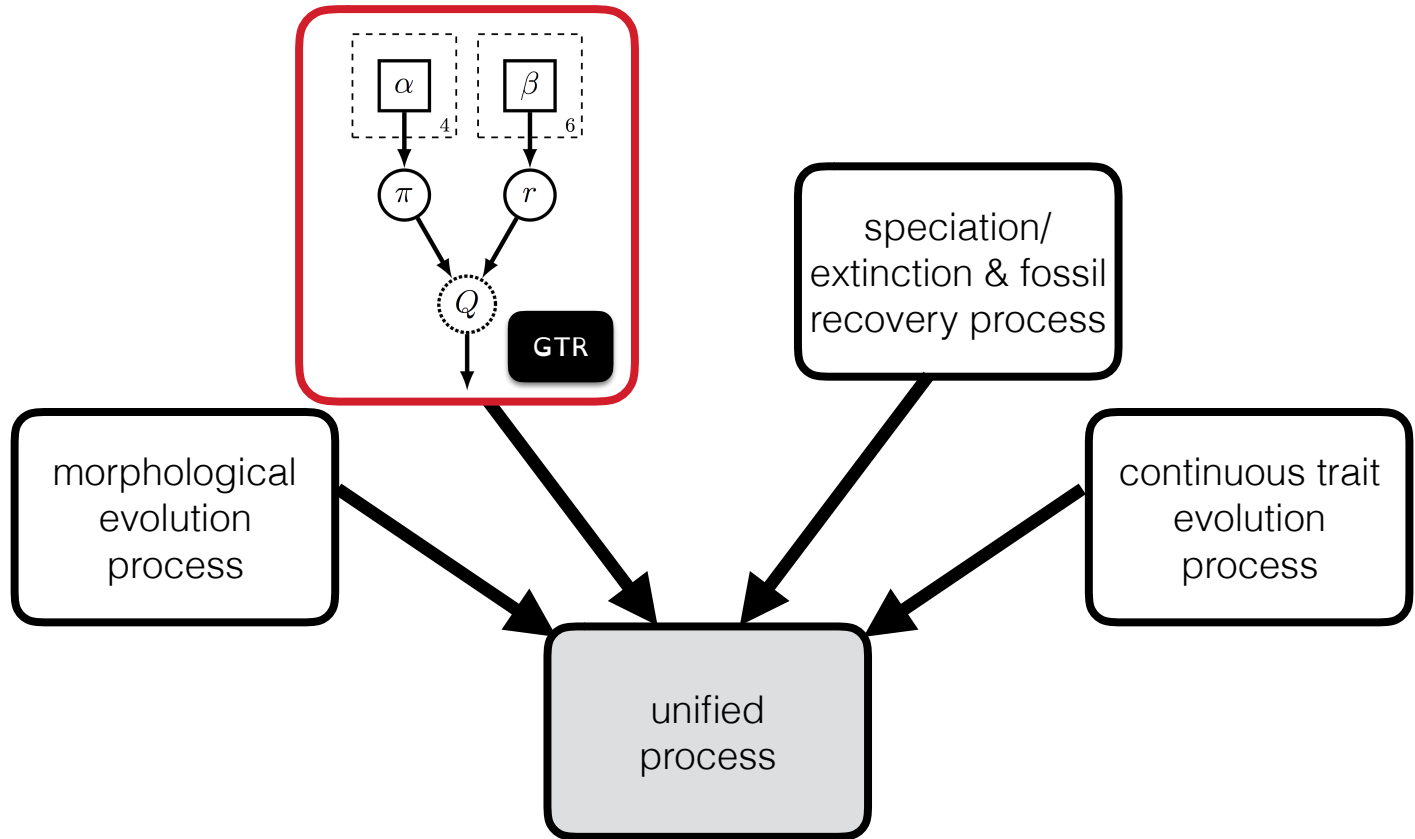 α
β
4
6
π
r
Q
GTR
speciation/
extinction & fossil
recovery process
morphological
evolution
process
continuous trait
evolution
process
unified
process